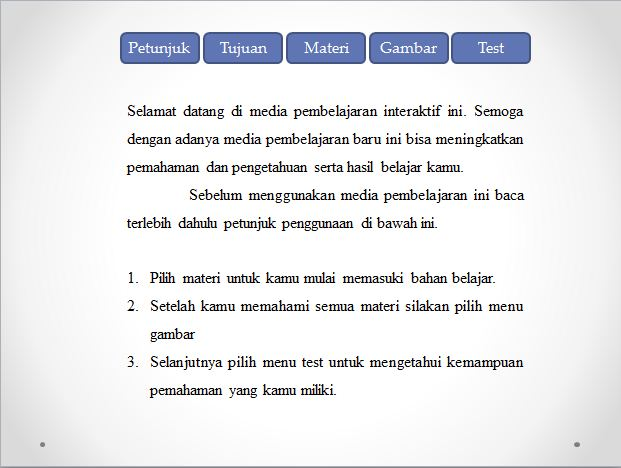 Petunjuk Tujuan Materi Gambar Test
Selamat datang di media pembelajaran interaktif ini. Semoga
dengan adanya media pembelajaran baru ini bisa meningkatkan
pemahaman dan pengetahuan serta hasil belajar kamu.
Sebelum menggunakan media pembelajaran ini baca
terlebih dahulu petunjuk penggunaan di bawah ini.
1. Pilih materi untuk kamu mulai memasuki bahan belajar.
2. Setelah kamu memahami semua materi silakan pilih menu
gambar
3. Selanjutnya pilih menu test untuk mengetahui kemampuan
pemahaman yang kamu miliki.